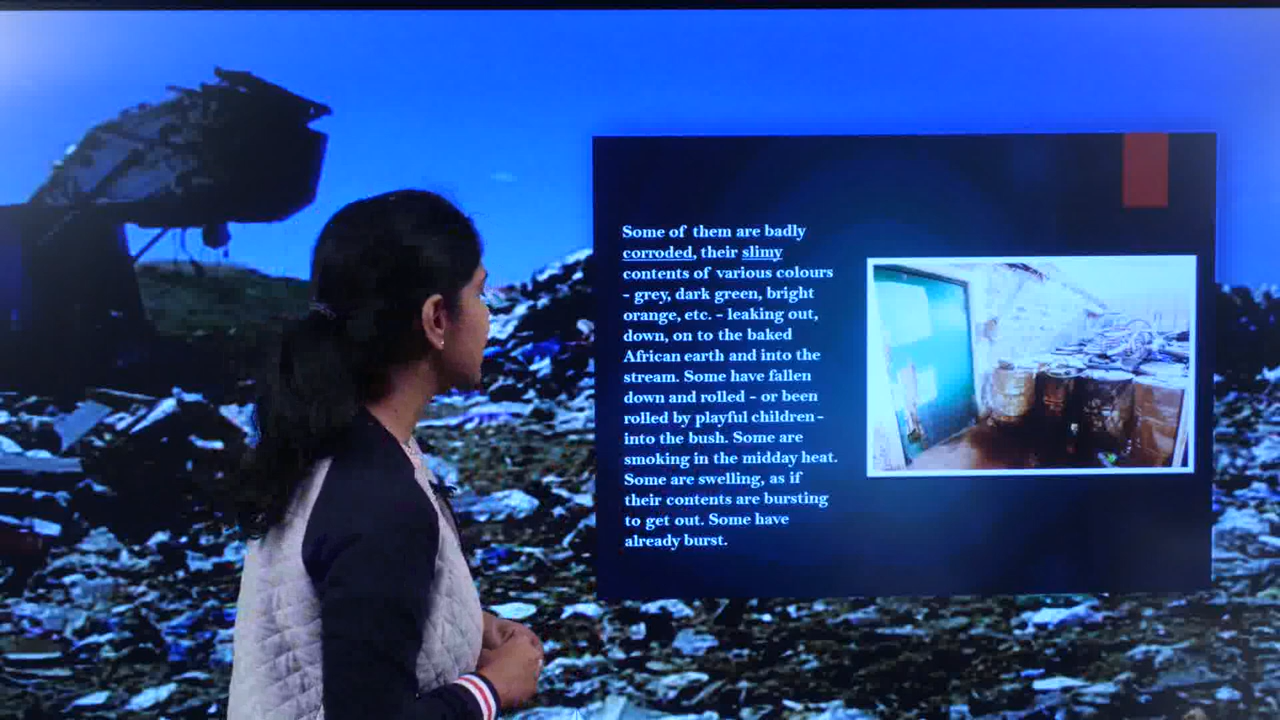 Some of them are badly
corroded, their slimy
contents of various colours
- grey, dark green, bright
orange, etc. - leaking out,
down, on to the baked
African earth and into the
stream. Some have fallen
down and rolled - or been
rolled by playful children -
into the bush. Some are
smoking in the midday heat.
Some are swelling, as if
their contents are bursting
to get out. Some have
already burst.